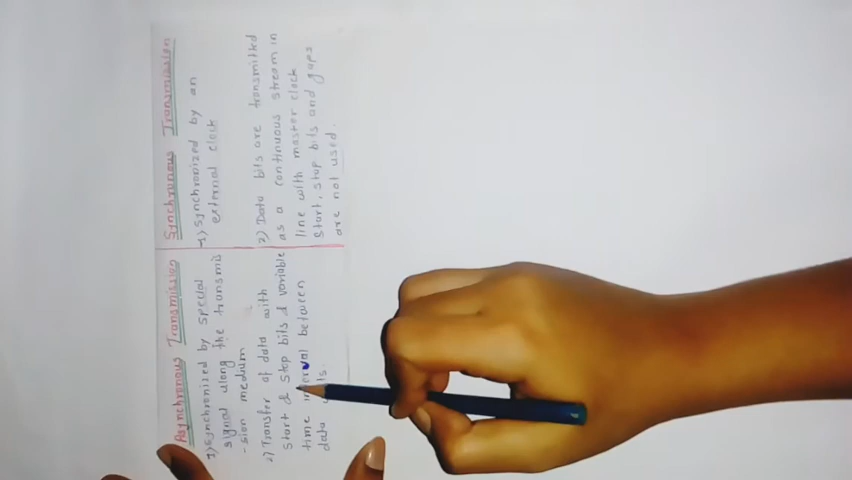 Asynchronous Transmission
1) Synchronized by special
signal along the transmis
-sion medium
2) Transfer of data with
start & stop bits & variable
time interval between
data
Synchronous Transmission
1) Synchronized by an
external clock
2) Data bits are transmitted
as a continuous stream in
line with master clock
start, stop bits and gaps
are not used.